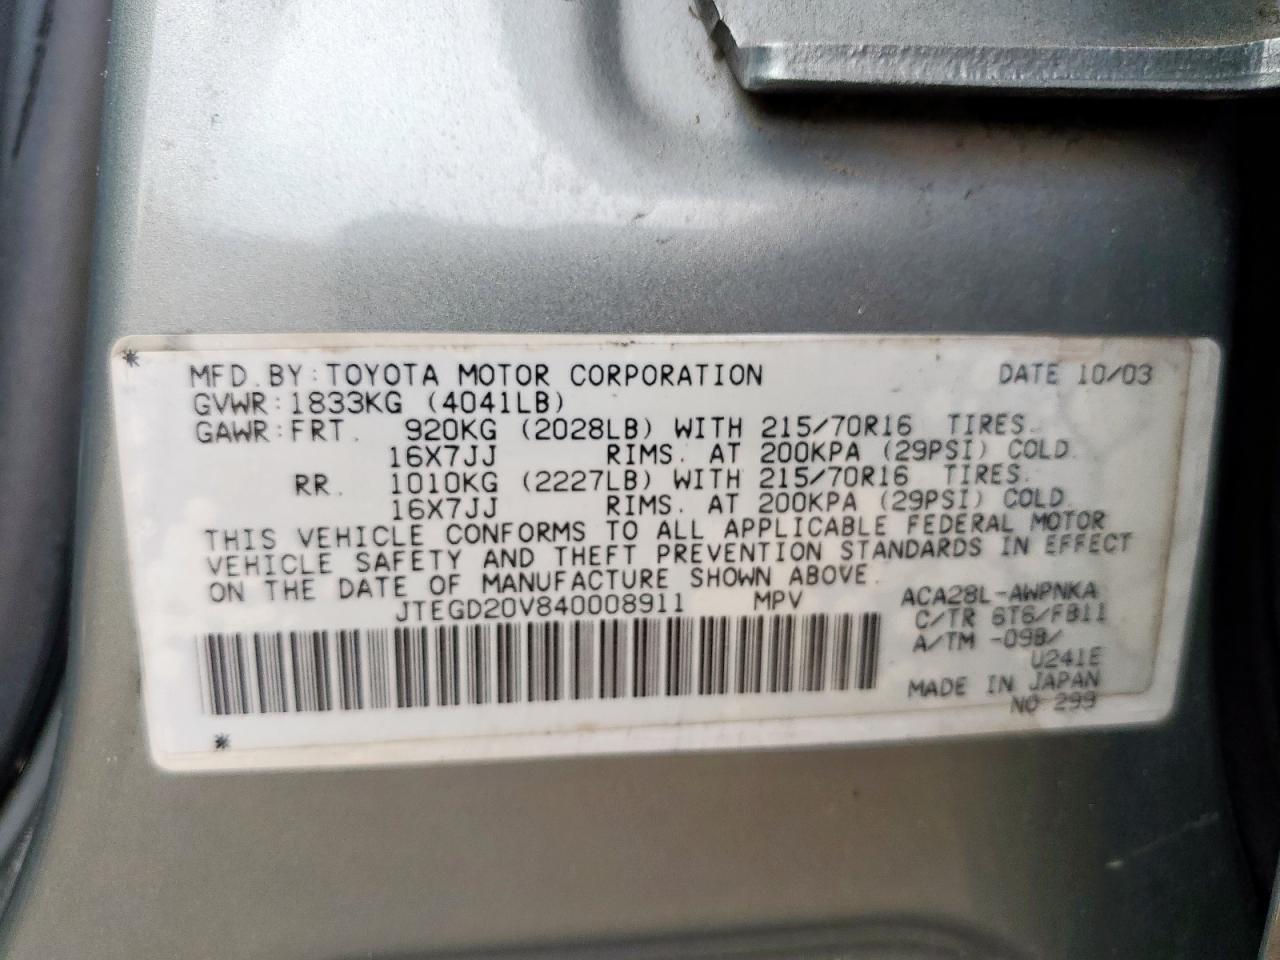 MFD. BY: TOYOTA MOTOR CORPORATION DATE 10/03
GVWR: 1833KG (4041LB)
GAWR: FRT. 920KG (2028LB) WITH 215/70R16 TIRES.
16X7JJ RIMS. AT 200KPA (29PSI) COLD.
RR. 1010KG (2227LB) WITH 215/70R16 TIRES.
16X7JJ RIMS. AT 200KPA (29PSI) COLD.
THIS VEHICLE CONFORMS TO ALL APPLICABLE FEDERAL MOTOR
VEHICLE SAFETY AND THEFT PREVENTION STANDARDS IN EFFECT
ON THE DATE OF MANUFACTURE SHOWN ABOVE.
JTEGD20V840008911 MPV ACA28L-AWPNKA
C/TR 6T6/FB11
A/TM -09B/
U241E
MADE IN JAPAN
NO 299